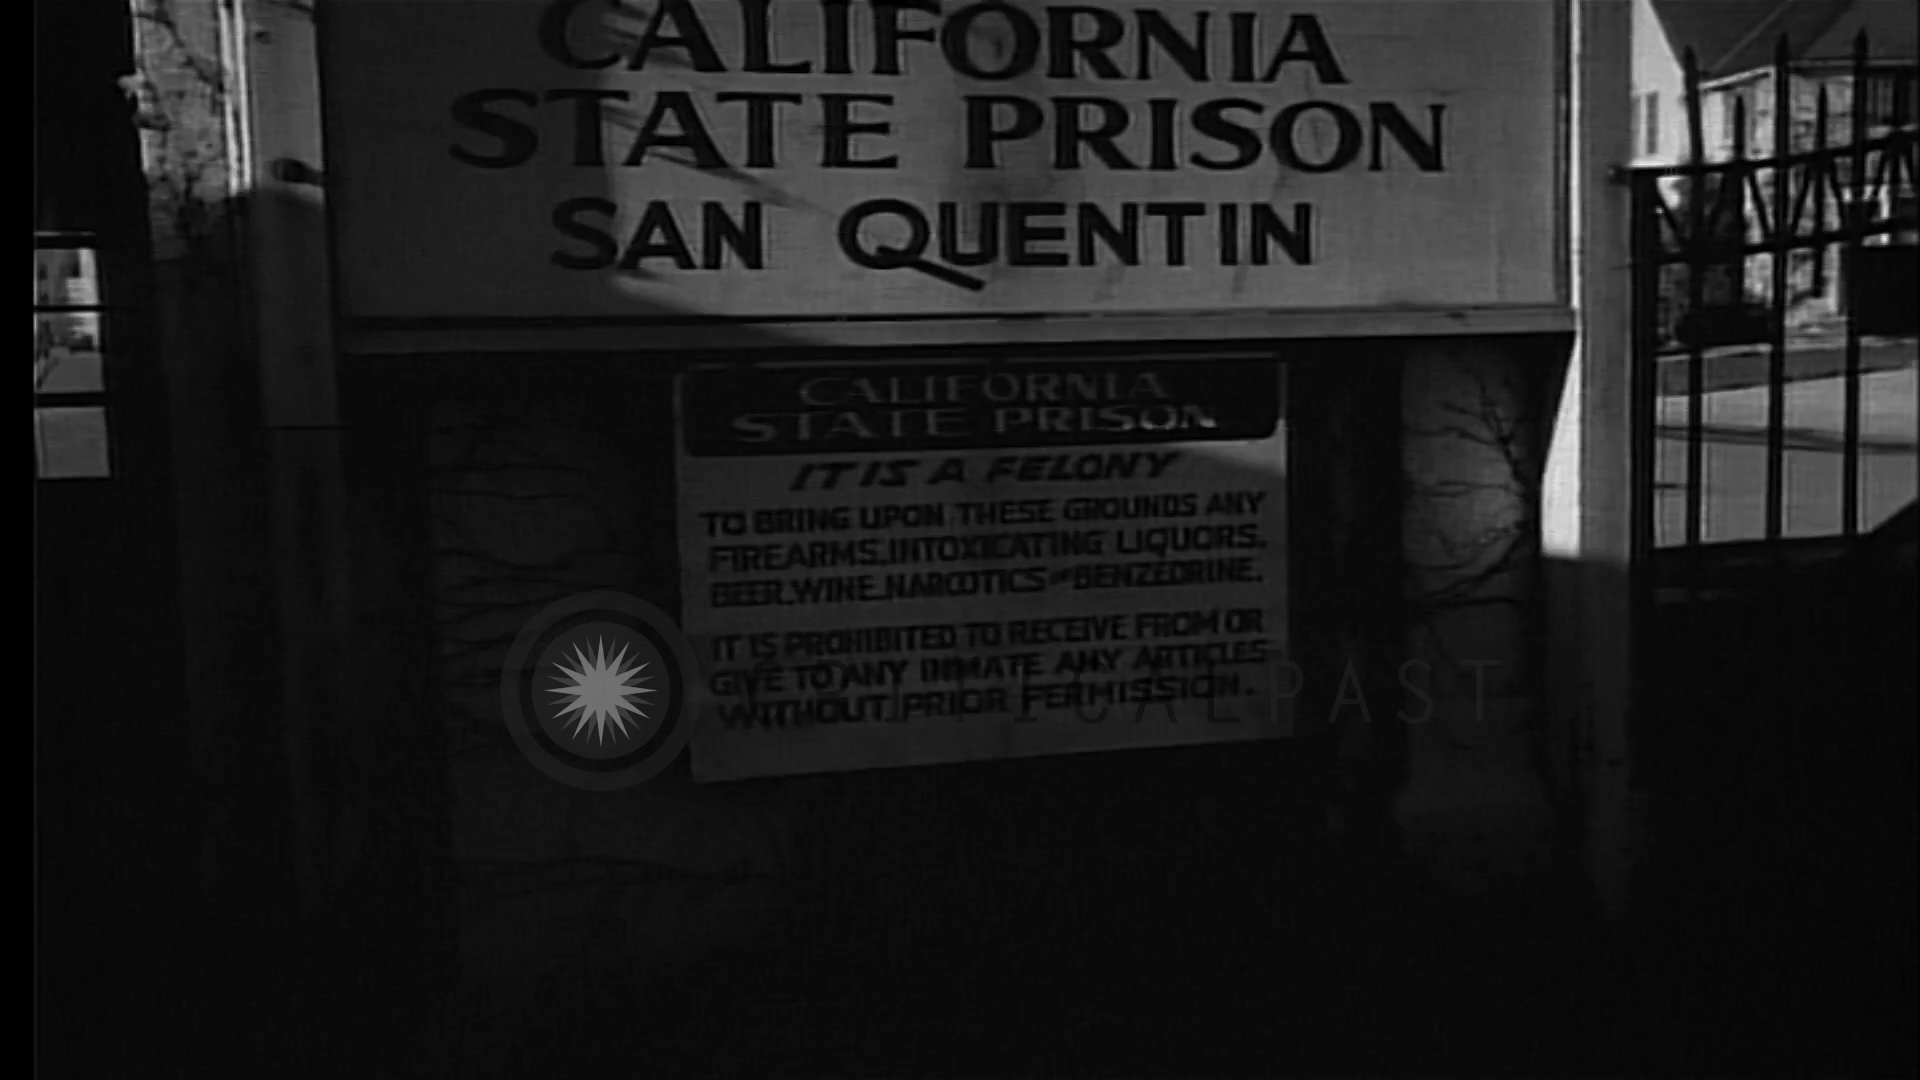 CALIFORNIA
STATE PRISON
SAN QUENTIN
CALIFORNIA
STATE PRISON
IT IS A FELONY
TO BRING UPON THESE GROUNDS ANY
FIREARMS, INTOXICATING LIQUORS,
BEER, WINE, NARCOTICS OR BENZEDRINE.
IT IS PROHIBITED TO RECEIVE FROM OR
GIVE TO ANY INMATE ANY ARTICLES
WITHOUT PRIOR PERMISSION.
CRITICALPAST